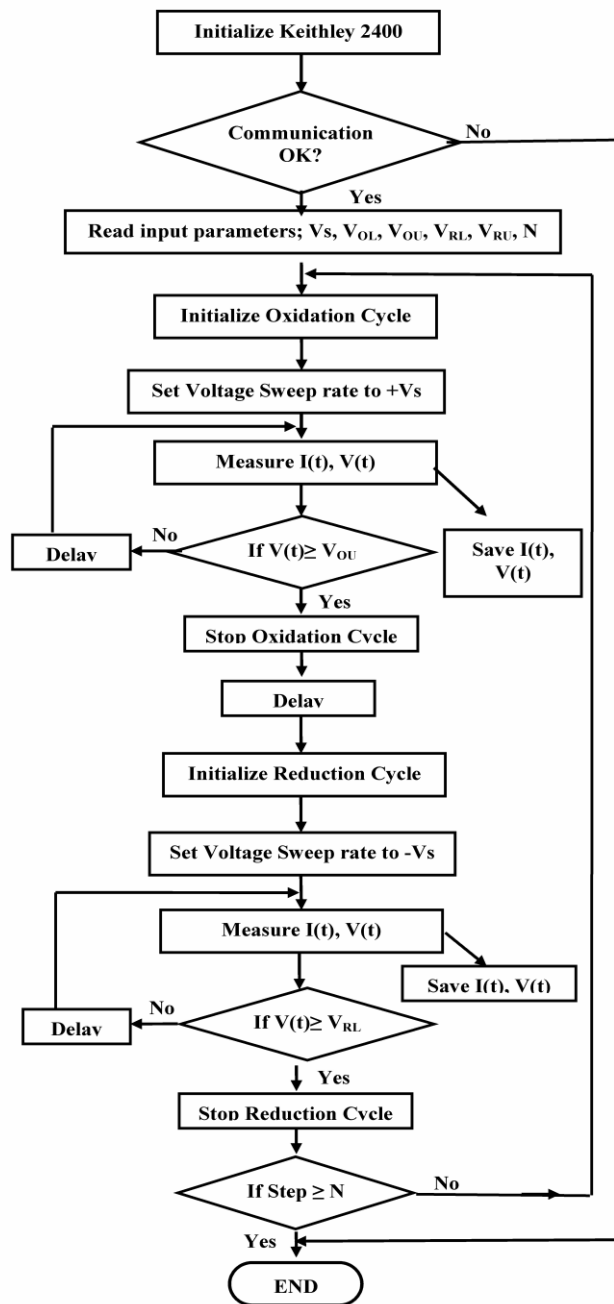 Initialize Keithley 2400
Communication
OK?
No
Yes
Read input parameters; Vs, V_OL, V_OU, V_RL, V_RU, N
Initialize Oxidation Cycle
Set Voltage Sweep rate to +Vs
Measure I(t), V(t)
No
Delay
If V(t)≥ V_OU
Save I(t),
V(t)
Yes
Stop Oxidation Cycle
Delay
Initialize Reduction Cycle
Set Voltage Sweep rate to -Vs
Measure I(t), V(t)
Save I(t), V(t)
No
Delay
If V(t)≥ V_RL
Yes
Stop Reduction Cycle
If Step ≥ N
No
Yes
END